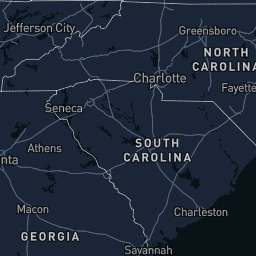 Jefferson City
Greensboro
NORTH
CAROLINA
Charlotte
Fayette
Seneca
SOUTH
CAROLINA
Athens
nta
Macon
Charleston
GEORGIA
Savannah